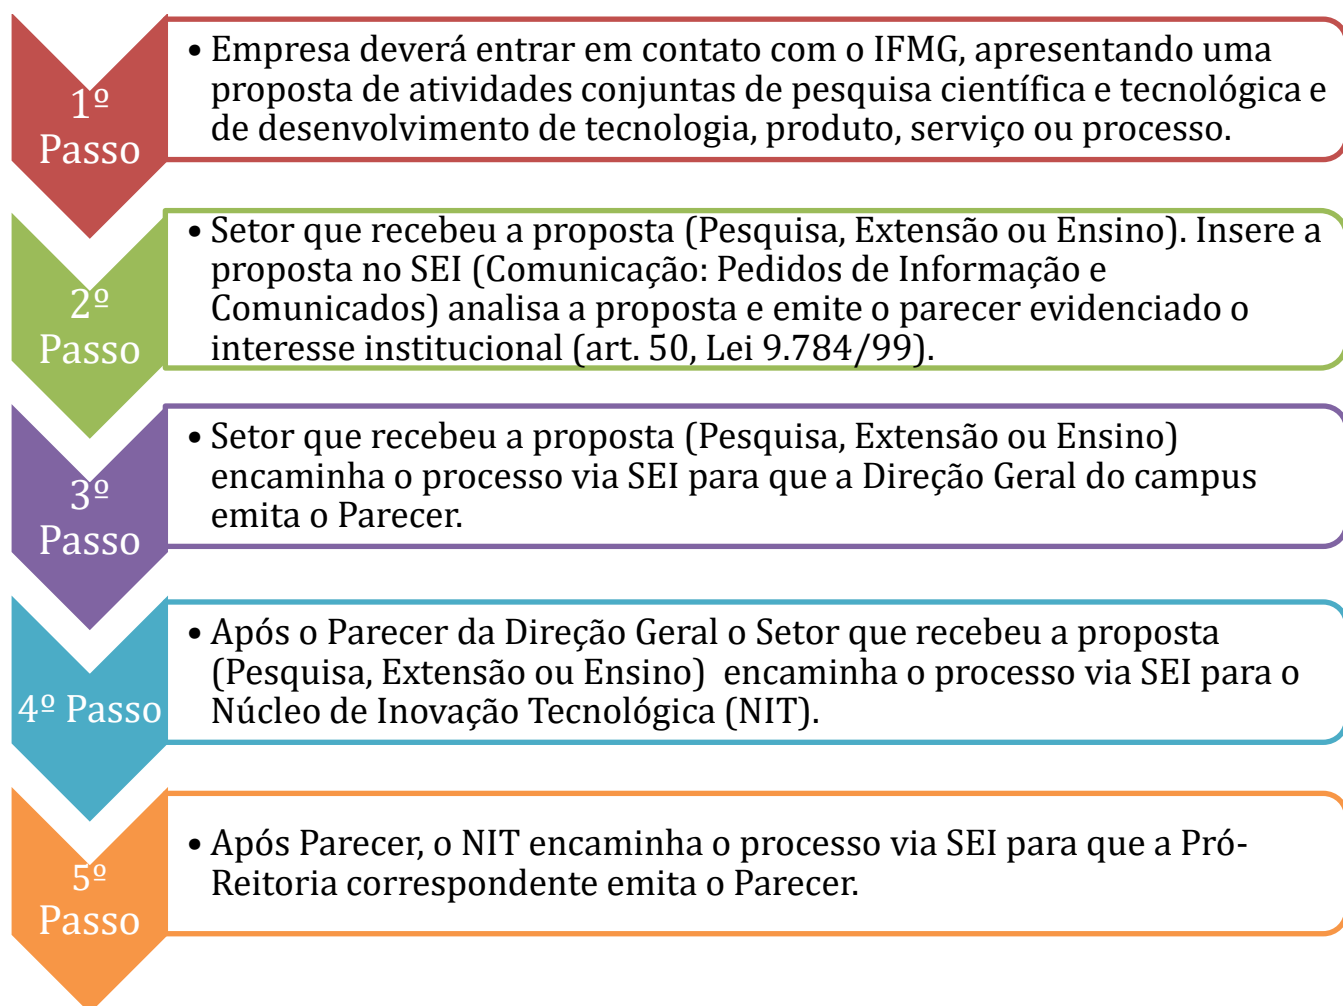 1º
Passo
• Empresa deverá entrar em contato com o IFMG, apresentando uma
proposta de atividades conjuntas de pesquisa científica e tecnológica e
de desenvolvimento de tecnologia, produto, serviço ou processo.
2º
Passo
• Setor que recebeu a proposta (Pesquisa, Extensão ou Ensino). Insere a
proposta no SEI (Comunicação: Pedidos de Informação e
Comunicados) analisa a proposta e emite o parecer evidenciado o
interesse institucional (art. 50, Lei 9.784/99).
3º
Passo
• Setor que recebeu a proposta (Pesquisa, Extensão ou Ensino)
encaminha o processo via SEI para que a Direção Geral do campus
emita o Parecer.
4º Passo
• Após o Parecer da Direção Geral o Setor que recebeu a proposta
(Pesquisa, Extensão ou Ensino) encaminha o processo via SEI para o
Núcleo de Inovação Tecnológica (NIT).
5º
Passo
• Após Parecer, o NIT encaminha o processo via SEI para que a Pró-
Reitoria correspondente emita o Parecer.